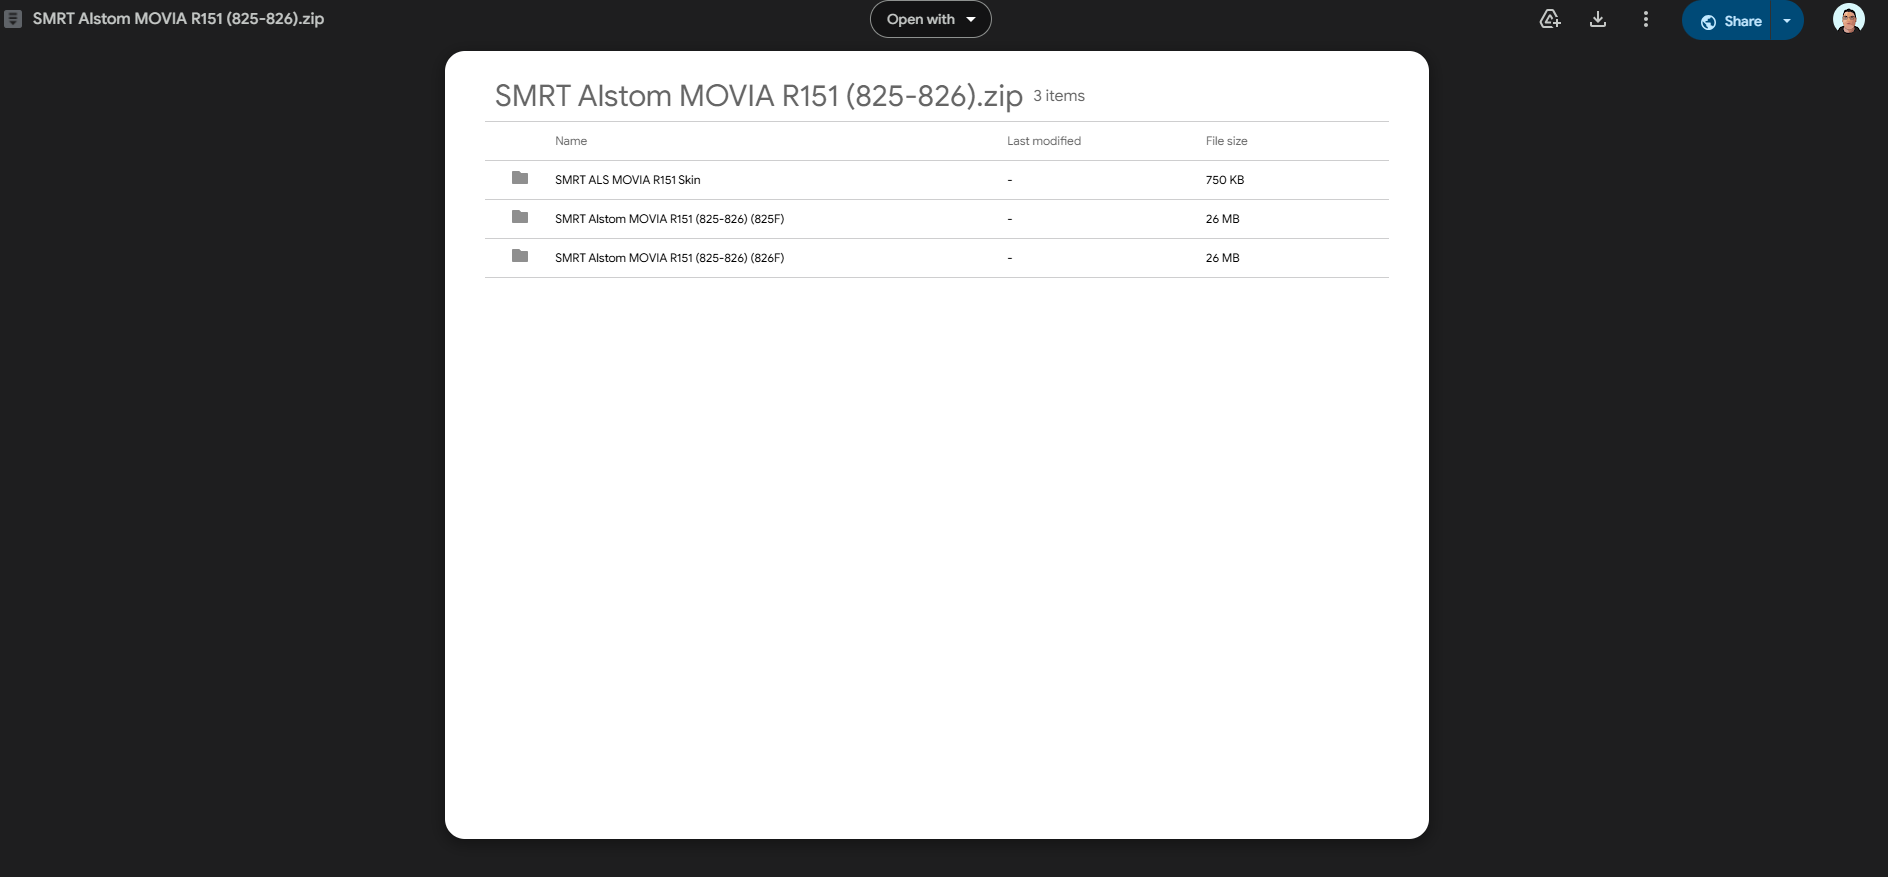 SMRT Alstom MOVIA R151 (825-826).zip
Open with
Share
SMRT Alstom MOVIA R151 (825-826).zip 3 items
Name Last modified File size
SMRT ALS MOVIA R151 Skin - 750 KB
SMRT Alstom MOVIA R151 (825-826) (825F) - 26 MB
SMRT Alstom MOVIA R151 (825-826) (826F) - 26 MB